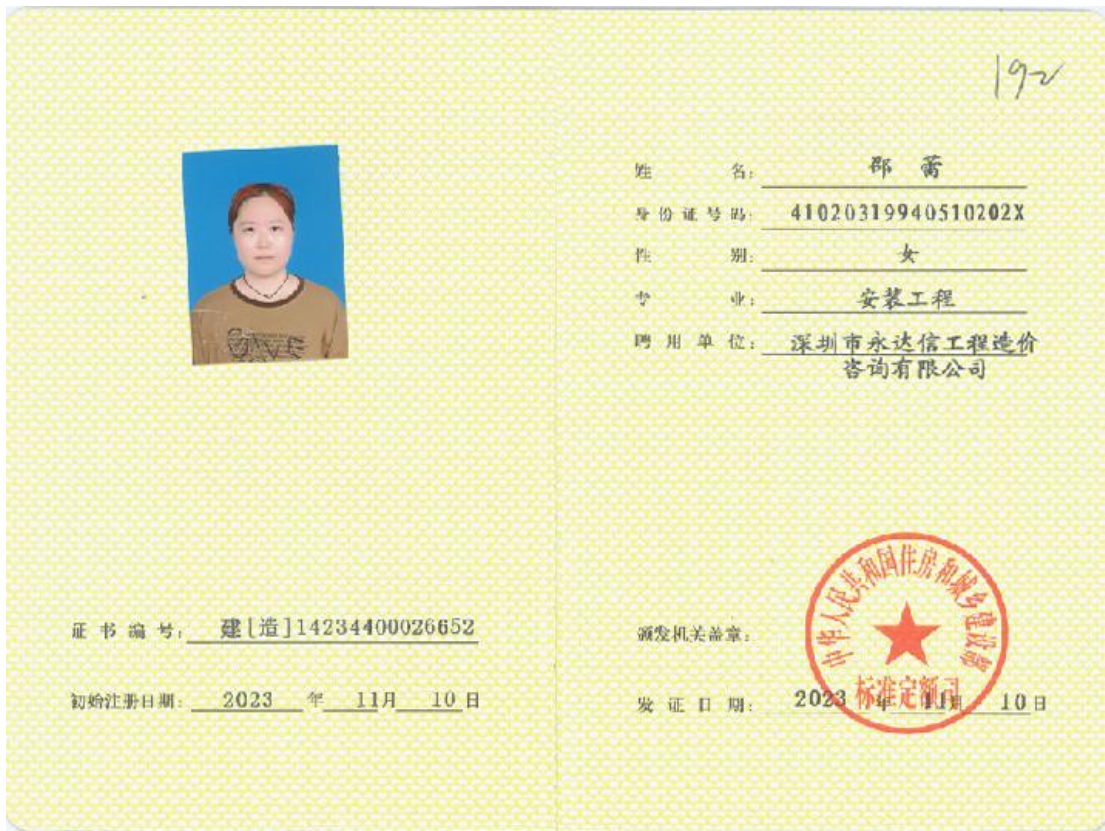 192
姓 名: 邵 蕾
身份证号码: 41020319940510202X
性 别: 女
专 业: 安装工程
聘用单位: 深圳市永达信工程造价
咨询有限公司
证书编号: 建[造]14234400026652
初始注册日期: 2023 年 11月 10日
颁发机关盖章:
中华人民共和国住房和城乡建设部
标准定额司
发证日期: 2023 年 11月 10日